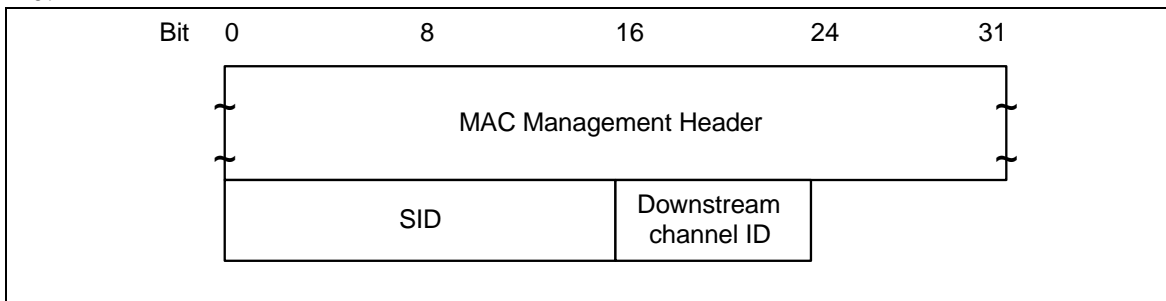 Bit 0 8 16 24 31
MAC Management Header
SID
Downstream
channel ID